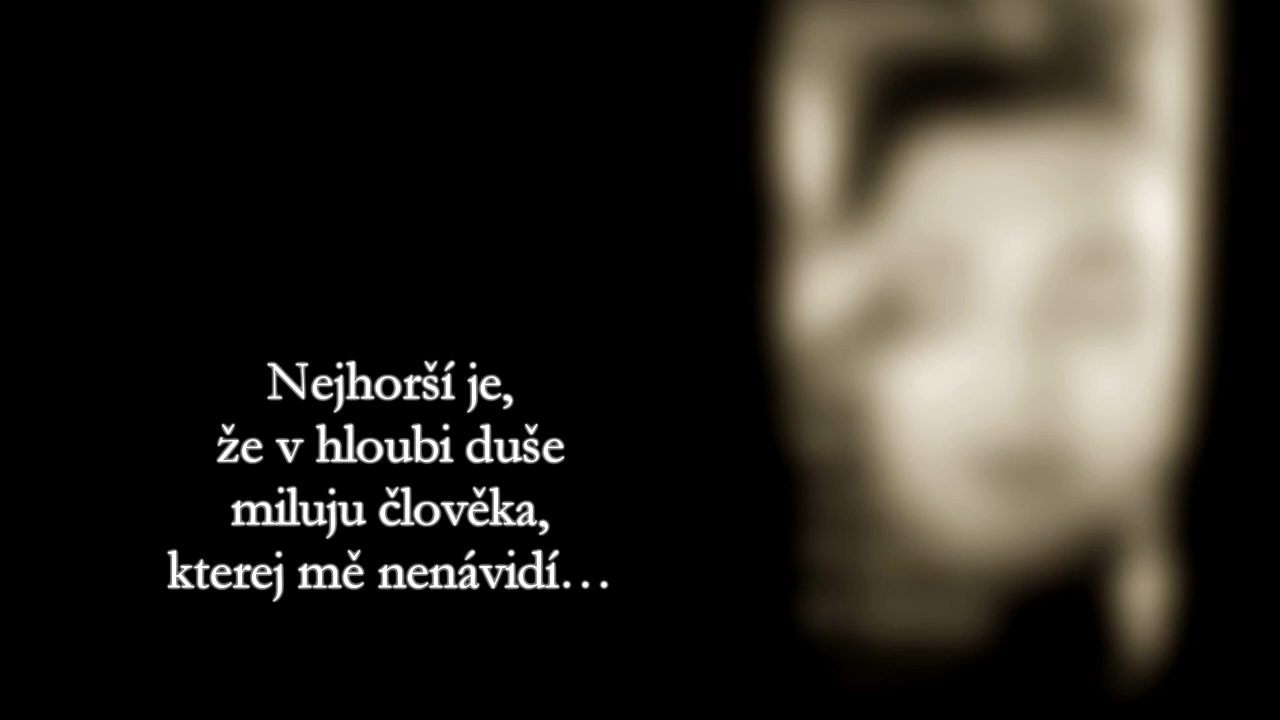 Nejhorší je,
že v hloubi duše
miluju člověka,
kterej mě nenávidí…